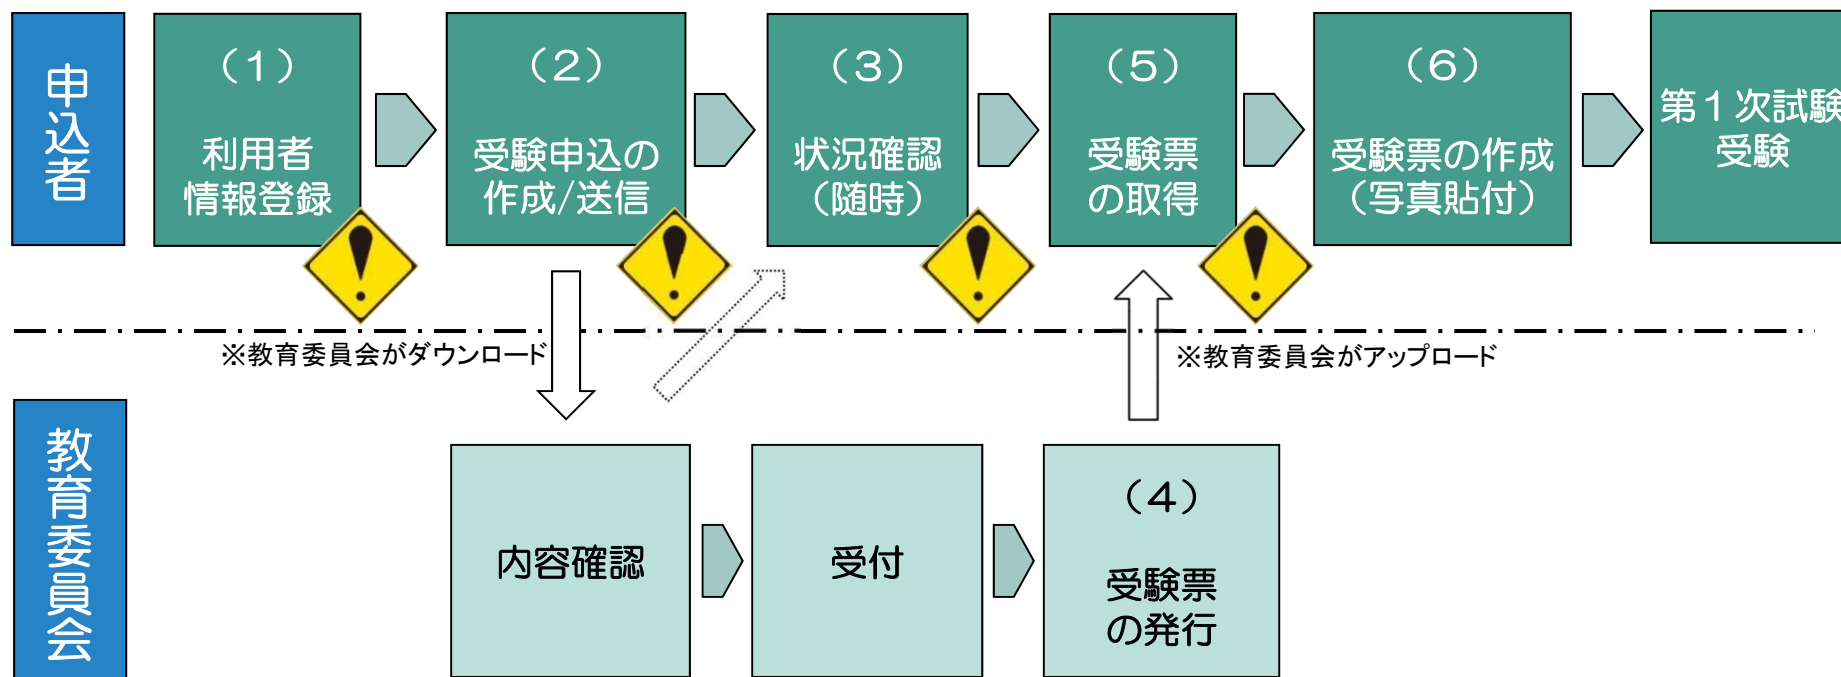 申込者
（１）
利用者
情報登録
（２）
受験申込の
作成/送信
（３）
状況確認
（随時）
（５）
受験票
の取得
（６）
受験票の作成
（写真貼付）
第１次試験
受験
※教育委員会がダウンロード
※教育委員会がアップロード
教育委員会
内容確認
受付
（４）
受験票
の発行